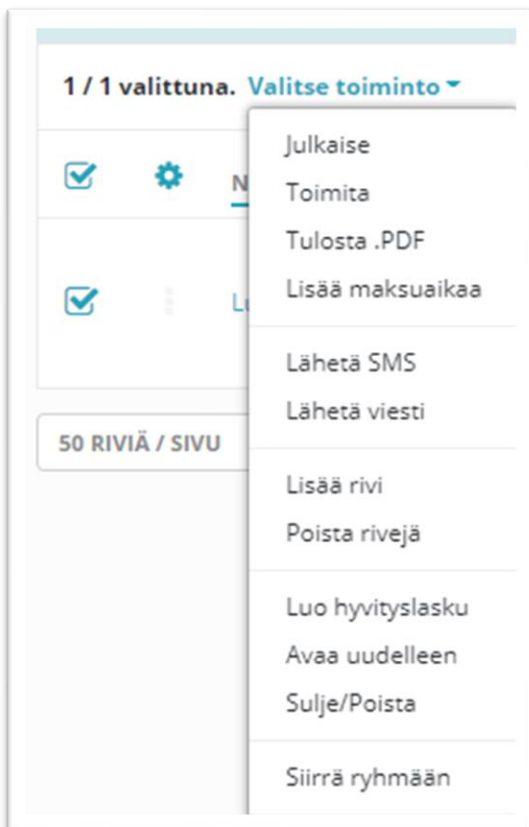 1 / 1 valittuna. Valitse toiminto
N
Lu
50 RIVIÄ / SIVU
Julkaise
Toimita
Tulosta .PDF
Lisää maksuaikaa
Lähetä SMS
Lähetä viesti
Lisää rivi
Poista rivejä
Luo hyvityslasku
Avaa uudelleen
Sulje/Poista
Siirrä ryhmään